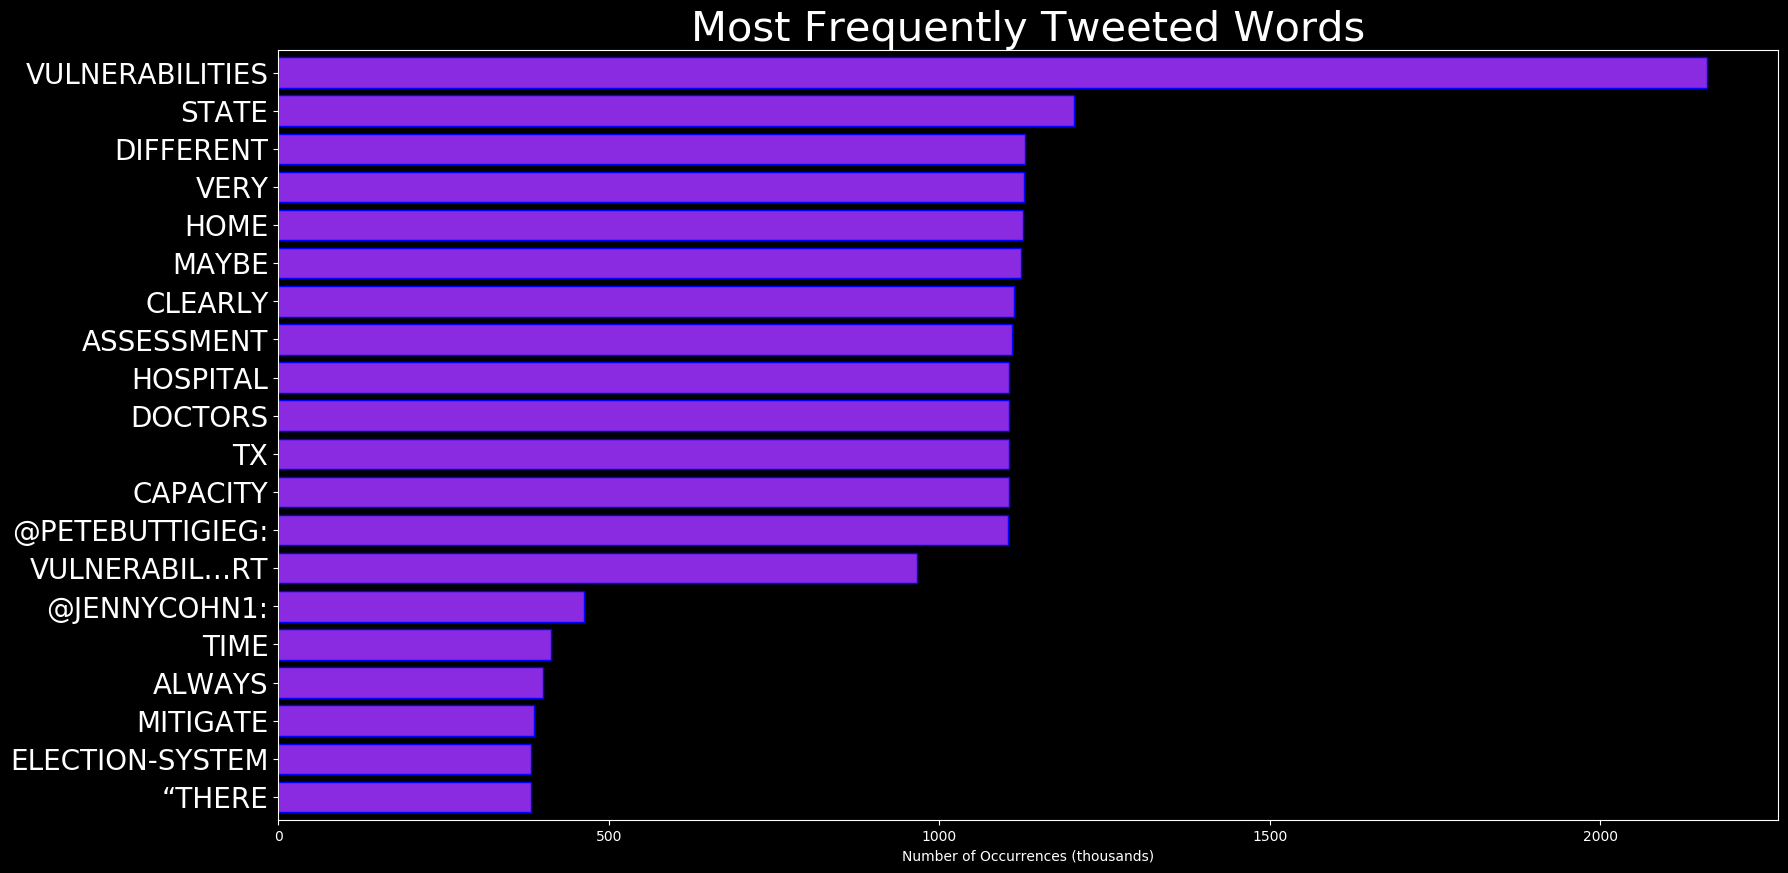 Most Frequently Tweeted Words
VULNERABILITIES
STATE
DIFFERENT
VERY
HOME
MAYBE
CLEARLY
ASSESSMENT
HOSPITAL
DOCTORS
TX
CAPACITY
@PETEBUTTIGIEG:
VULNERABIL…RT
@JENNYCOHN1:
TIME
ALWAYS
MITIGATE
ELECTION-SYSTEM
“THERE
0 500 1000 1500 2000
Number of Occurrences (thousands)